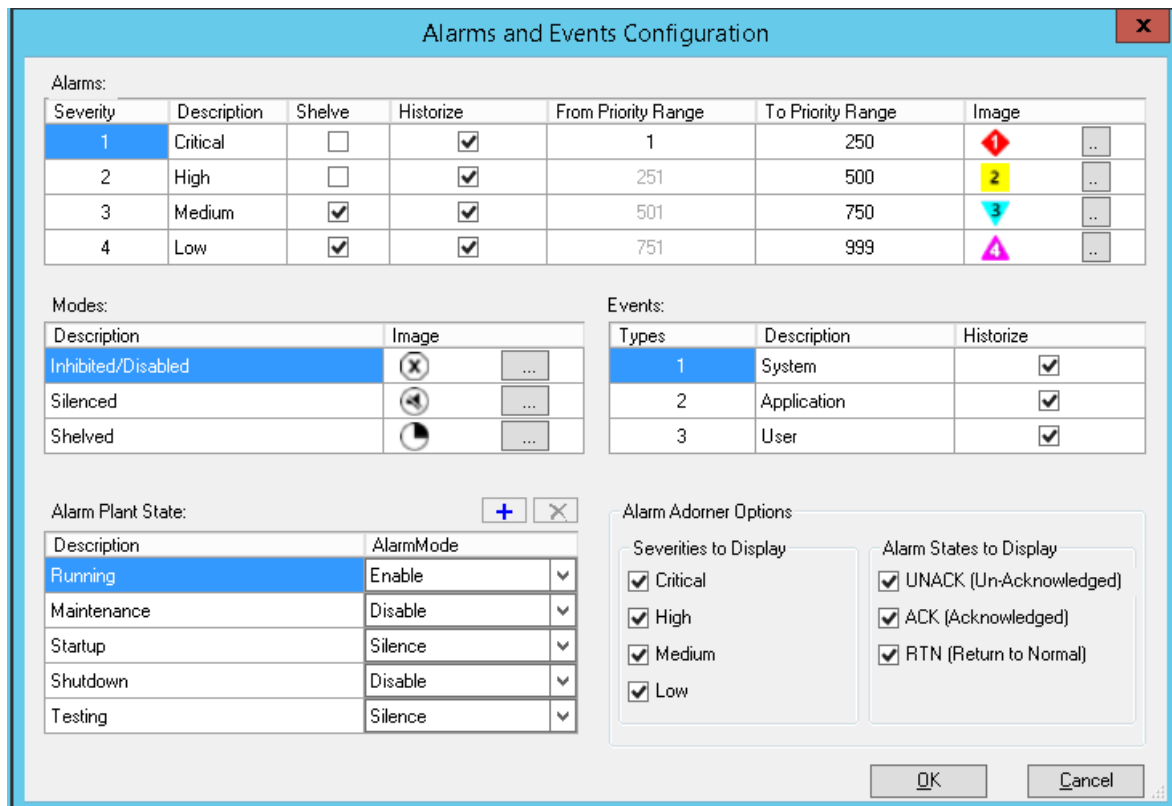 Alarms and Events Configuration
x
Alarms:
Severity Description Shelve Historize From Priority Range To Priority Range Image
1 Critical 1 250 1 ..
2 High 251 500 2 ..
3 Medium 501 750 3 ..
4 Low 751 999 4 ..
Modes: Events:
Description Image Types Description Historize
Inhibited/Disabled X ... 1 System
Silenced ... 2 Application
Shelved ... 3 User
Alarm Plant State: + Alarm Adorner Options
Description AlarmMode Severities to Display Alarm States to Display
Running Enable Critical UNACK (Un-Acknowledged)
Maintenance Disable High ACK (Acknowledged)
Startup Silence Medium RTN (Return to Normal)
Shutdown Disable Low
Testing Silence
OK Cancel